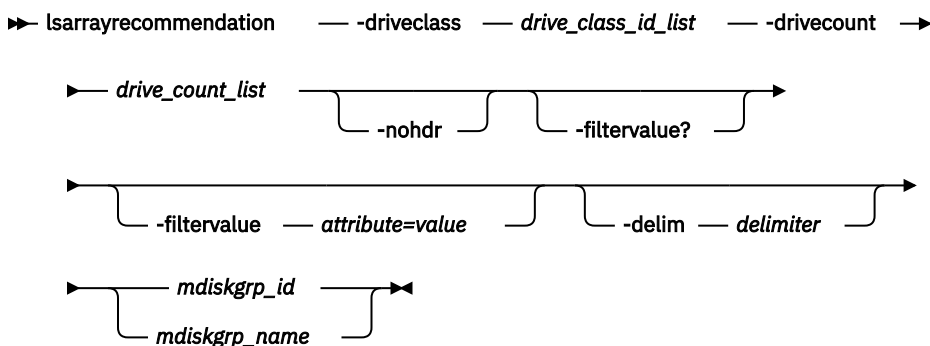 lsarrayrecommendation -driveclass drive_class_id_list -drivecount
drive_count_list
-nohdr -filtervalue?
-filtervalue attribute=value -delim delimiter
mdiskgrp_id
mdiskgrp_name